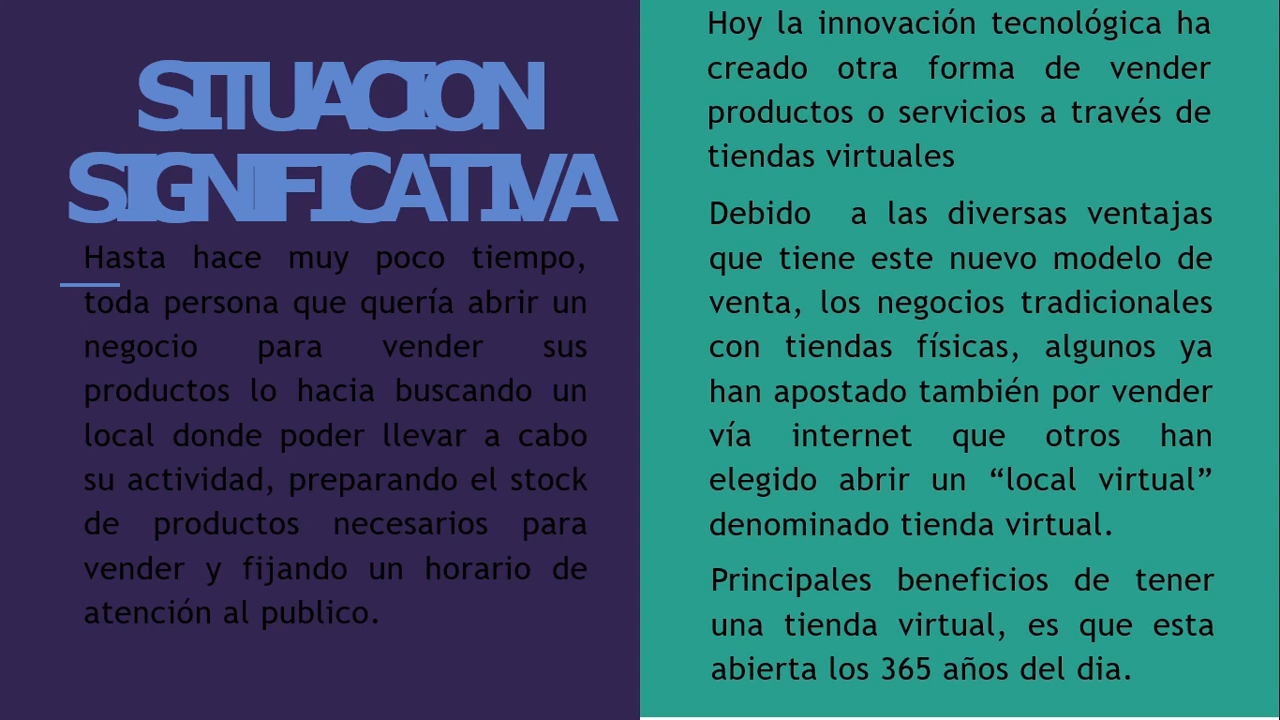 SITUACION
SIGNIFICATIVA
Hasta hace muy poco tiempo,
toda persona que quería abrir un
negocio para vender sus
productos lo hacia buscando un
local donde poder llevar a cabo
su actividad, preparando el stock
de productos necesarios para
vender y fijando un horario de
atención al publico.
Hoy la innovación tecnológica ha
creado otra forma de vender
productos o servicios a través de
tiendas virtuales
Debido a las diversas ventajas
que tiene este nuevo modelo de
venta, los negocios tradicionales
con tiendas físicas, algunos ya
han apostado también por vender
vía internet que otros han
elegido abrir un “local virtual”
denominado tienda virtual.
Principales beneficios de tener
una tienda virtual, es que esta
abierta los 365 años del dia.